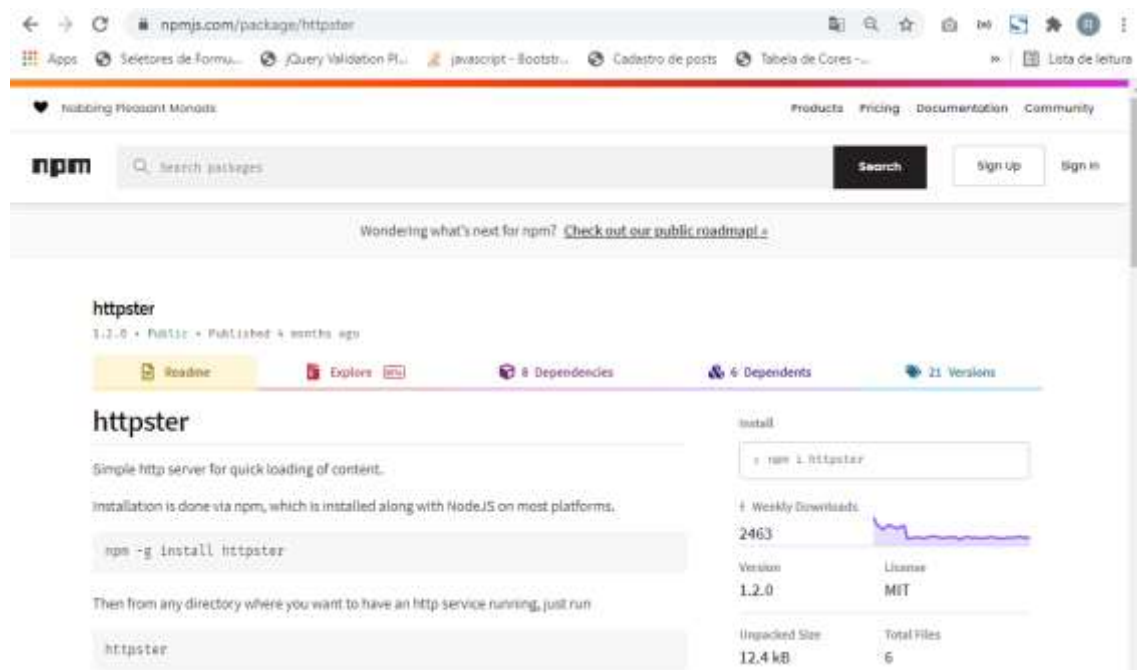 npmjs.com/package/httpster
Apps Seletores de Formu... jQuery Validation Pl... javascript - Bootstr... Cadastro de posts Tabela de Cores -... » Lista de leitura
Nabbing Pleasant Monads Products Pricing Documentation Community
npm Search packages Search Sign Up Sign In
Wondering what's next for npm? Check out our public roadmap! »
httpster
1.2.0 • Public • Published 4 months ago
Readme Explore BETA 8 Dependencies 6 Dependents 21 Versions
httpster
Simple http server for quick loading of content.
Installation is done via npm, which is installed along with NodeJS on most platforms.
npm -g install httpster
Then from any directory where you want to have an http service running, just run
httpster
Install
> npm i httpster
Weekly Downloads
2463
Version License
1.2.0 MIT
Unpacked Size Total Files
12.4 kB 6